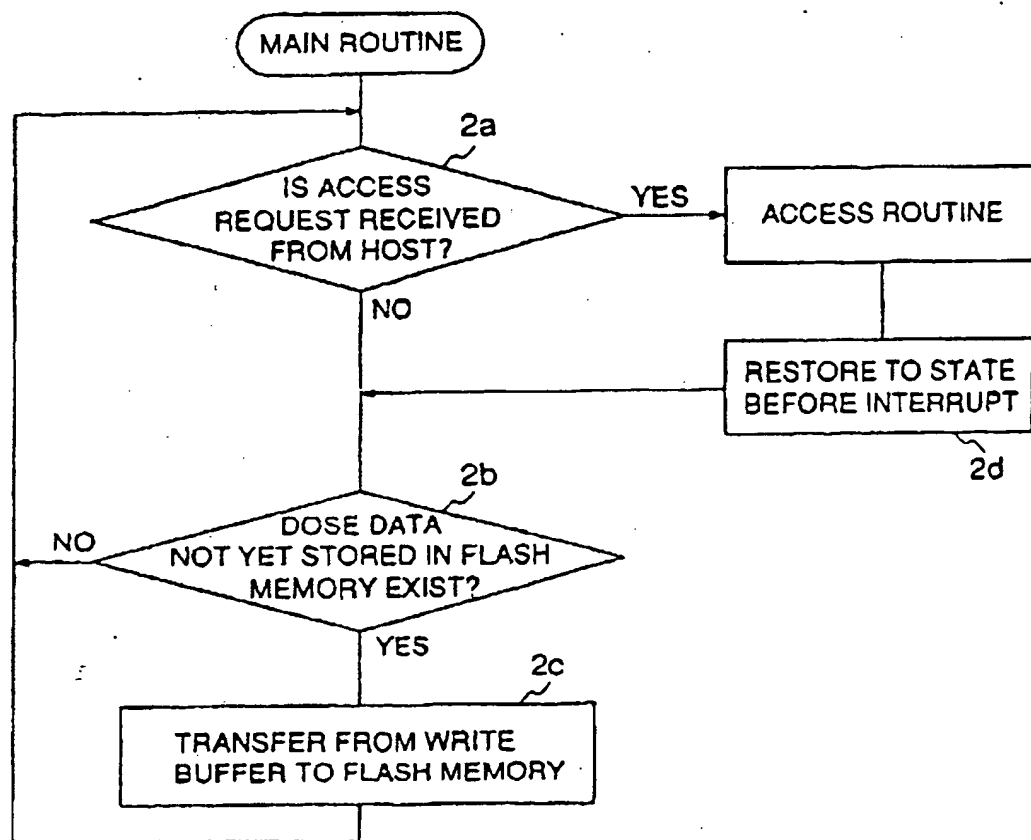 MAIN ROUTINE
2a
IS ACCESS
REQUEST RECEIVED
FROM HOST?
YES
ACCESS ROUTINE
NO
RESTORE TO STATE
BEFORE INTERRUPT
2d
2b
DOSE DATA
NOT YET STORED IN FLASH
MEMORY EXIST?
NO
YES
2c
TRANSFER FROM WRITE
BUFFER TO FLASH MEMORY